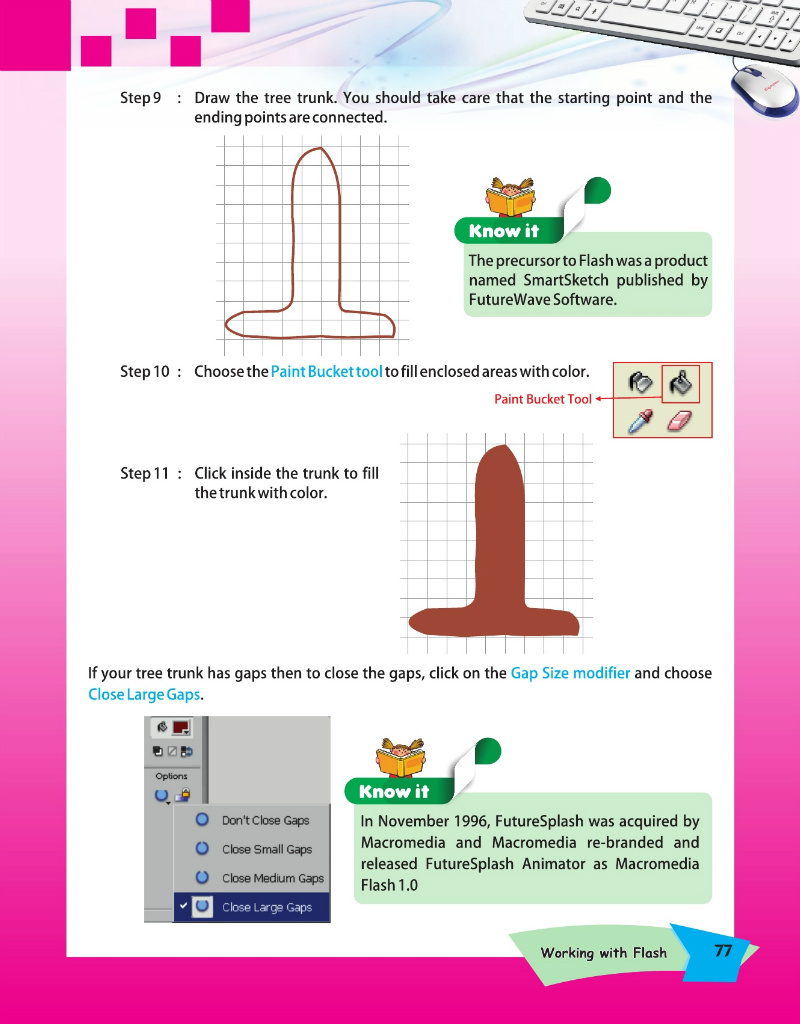 Step 9 : Draw the tree trunk. You should take care that the starting point and the
ending points are connected.
Know it
The precursor to Flash was a product
named SmartSketch published by
FutureWave Software.
Step 10 : Choose the Paint Bucket tool to fill enclosed areas with color.
Paint Bucket Tool
Step 11 : Click inside the trunk to fill
the trunk with color.
If your tree trunk has gaps then to close the gaps, click on the Gap Size modifier and choose
Close Large Gaps.
Options
Don't Close Gaps
Close Small Gaps
Close Medium Gaps
Close Large Gaps
Know it
In November 1996, FutureSplash was acquired by
Macromedia and Macromedia re-branded and
released FutureSplash Animator as Macromedia
Flash 1.0
Working with Flash 77